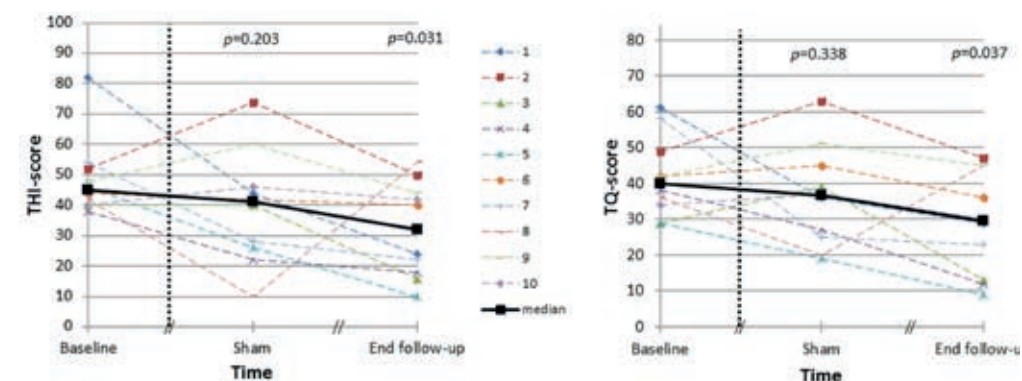 100
90
80
70
60
50
40
30
20
10
0
THI-score
p=0.203
p=0.031
Baseline
Sham
End follow-up
Time
1
2
3
4
5
6
7
8
9
10
median
80
70
60
50
40
30
20
10
0
TQ-score
p=0.338
p=0.037
Baseline
Sham
End follow-u
Time